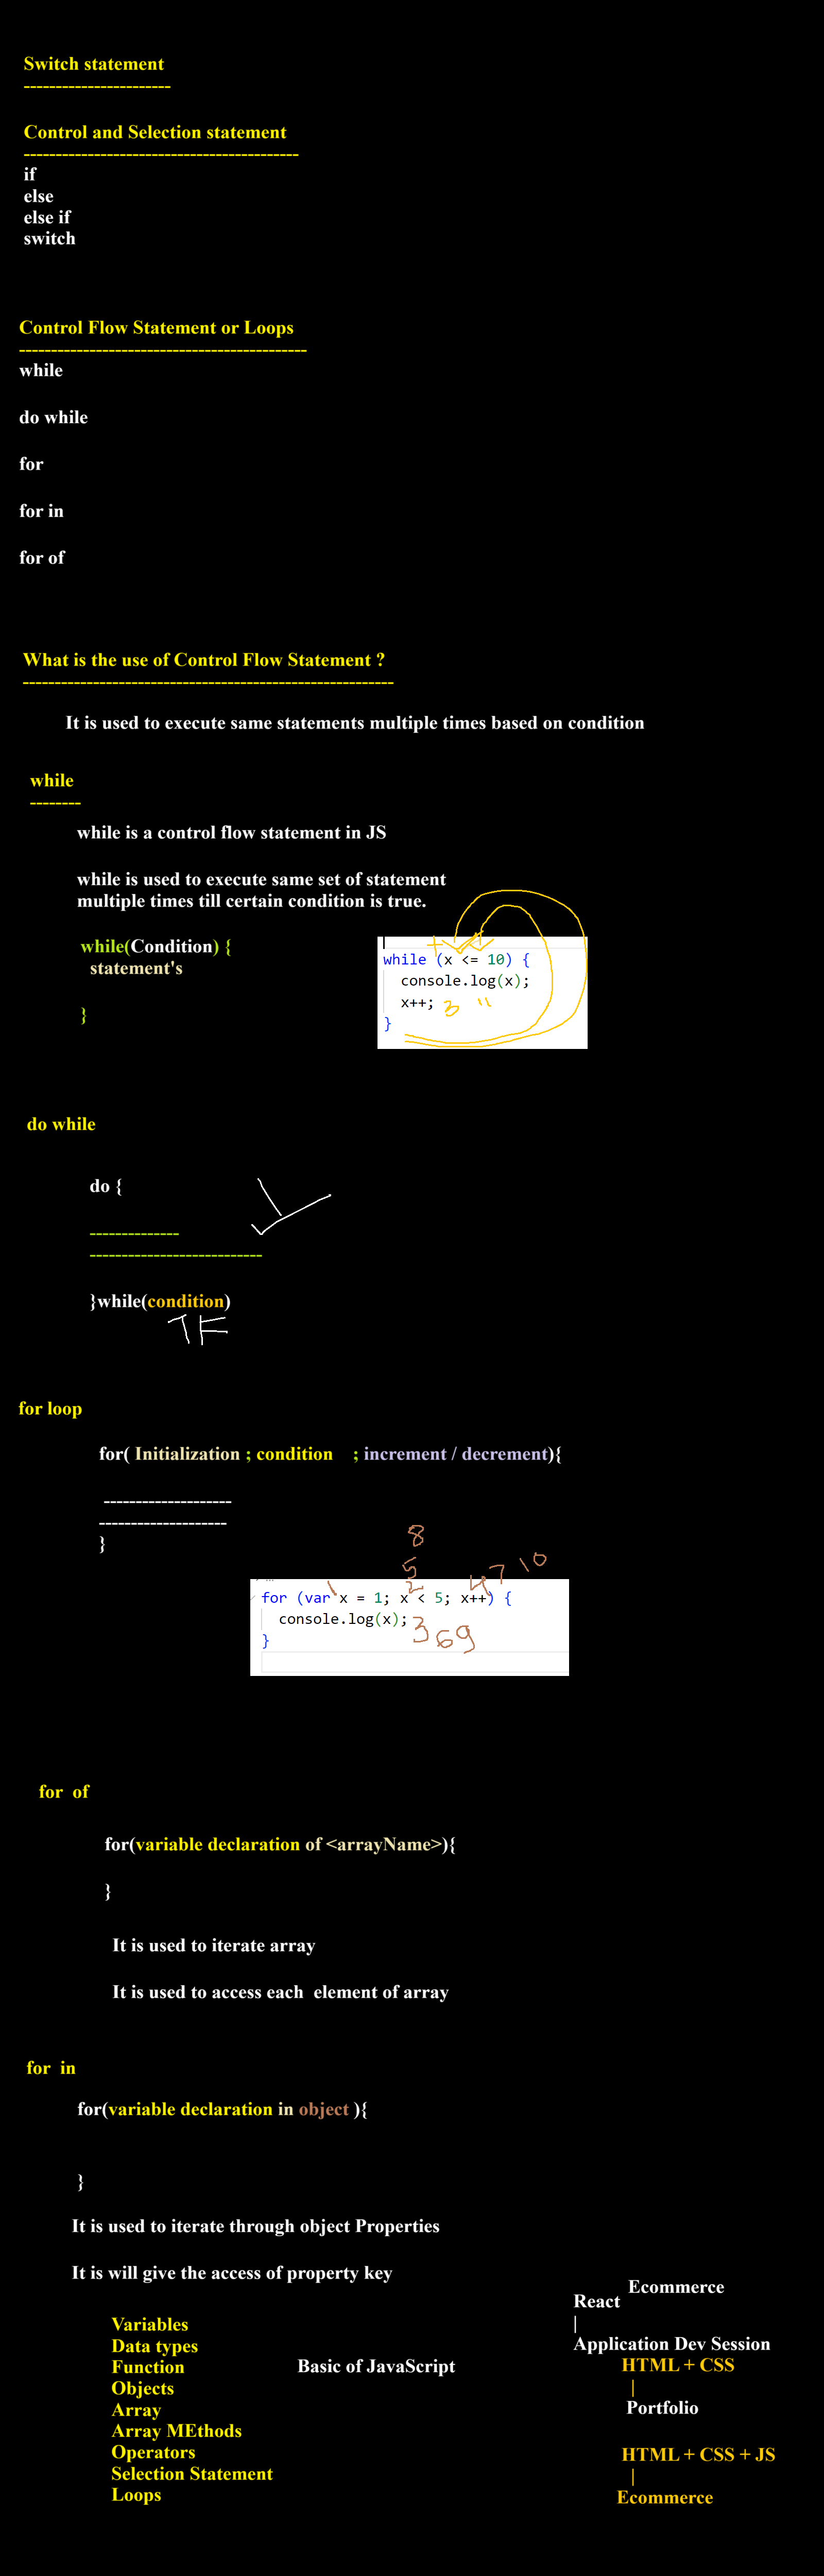 Switch statement
-----------------------
Control and Selection statement
-------------------------------------------
if
else
else if
switch
Control Flow Statement or Loops
---------------------------------------------
while
do while
for
for in
for of
What is the use of Control Flow Statement ?
----------------------------------------------------------
It is used to execute same statements multiple times based on condition
while
--------
while is a control flow statement in JS
while is used to execute same set of statement
multiple times till certain condition is true.
while(Condition) {
statement's
}
while (x <= 10) {
console.log(x);
x++; 3 11
}
do while
do {
--------------
---------------------------
}while(condition)
T F
for loop
for( Initialization ; condition ; increment / decrement){
--------------------
--------------------
}
8
5 7 10
1 2 4
for (var x = 1; x < 5; x++) {
console.log(x); 3 6 9
}
for of
for(variable declaration of <arrayName>){
}
It is used to iterate array
It is used to access each element of array
for in
for(variable declaration in object ){
}
It is used to iterate through object Properties
It is will give the access of property key
Variables
Data types
Function
Objects
Array
Array MEthods
Operators
Selection Statement
Loops
Basic of JavaScript
Ecommerce
React
|
Application Dev Session
HTML + CSS
|
Portfolio
HTML + CSS + JS
|
Ecommerce